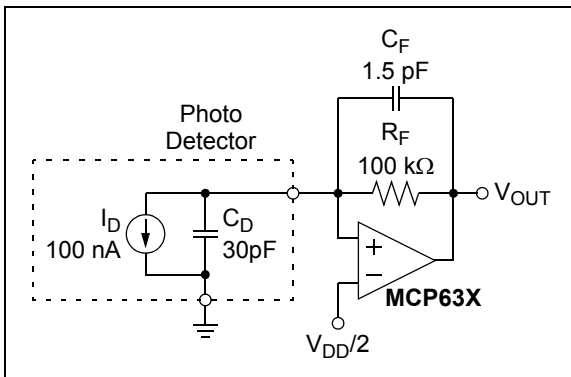 C_F
1.5 pF
Photo
Detector
R_F
100 kΩ
V_OUT
I_D
100 nA
C_D
30pF
+
−
MCP63X
V_DD/2